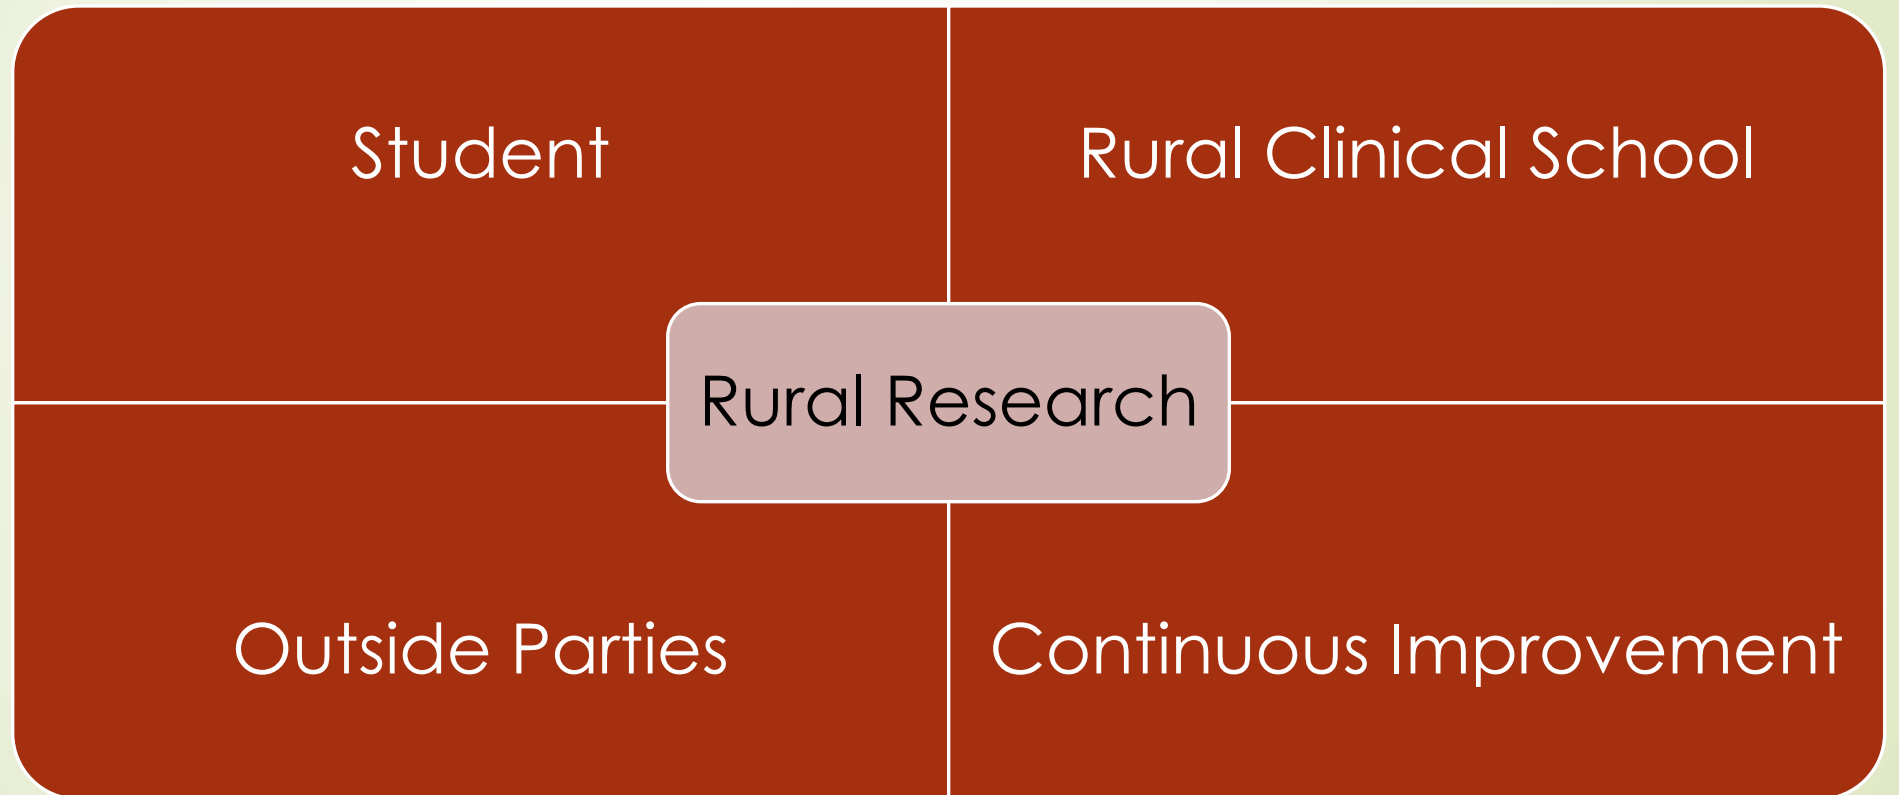 Student
Rural Clinical School
Rural Research
Outside Parties
Continuous Improvement